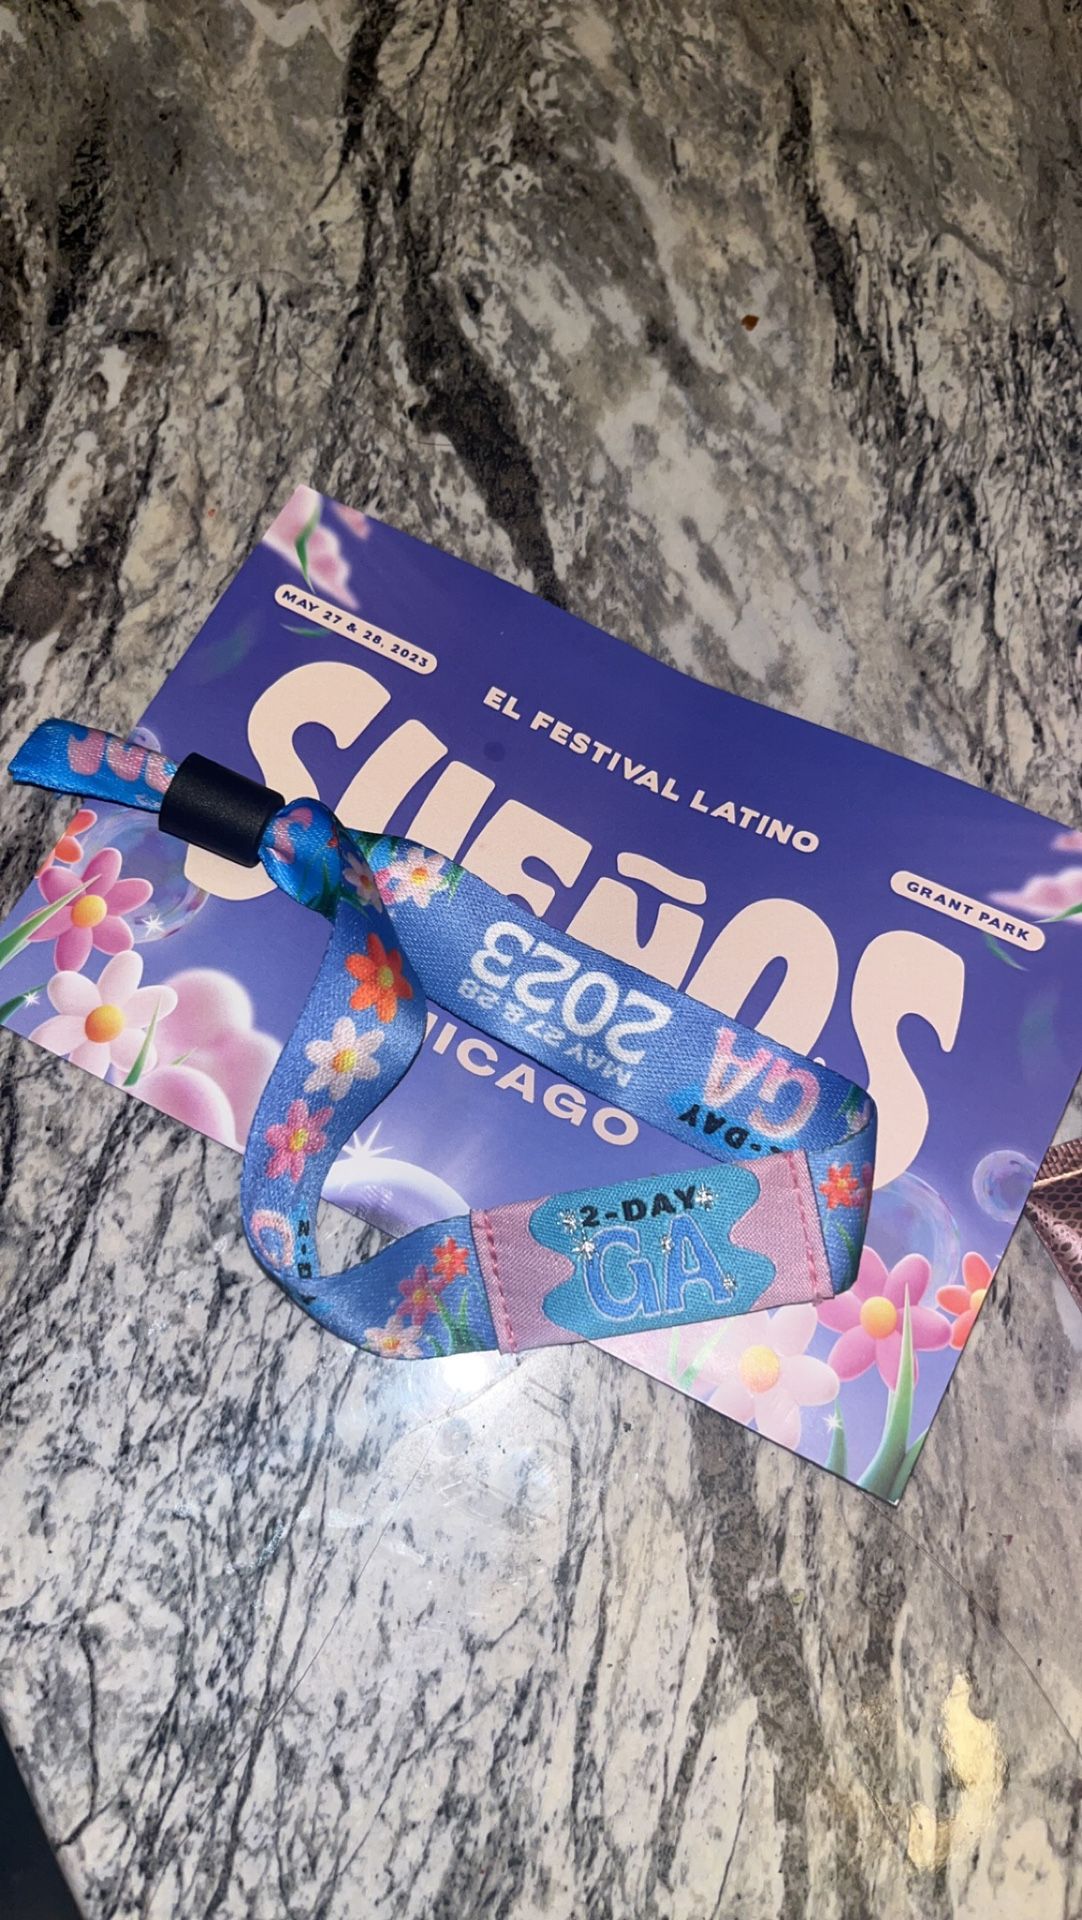 MAY 27 & 28, 2023
EL FESTIVAL LATINO
SUEÑOS
GRANT PARK
CHICAGO
MAY 27 & 28
2023
2-DAY
GA
2-DAY
GA